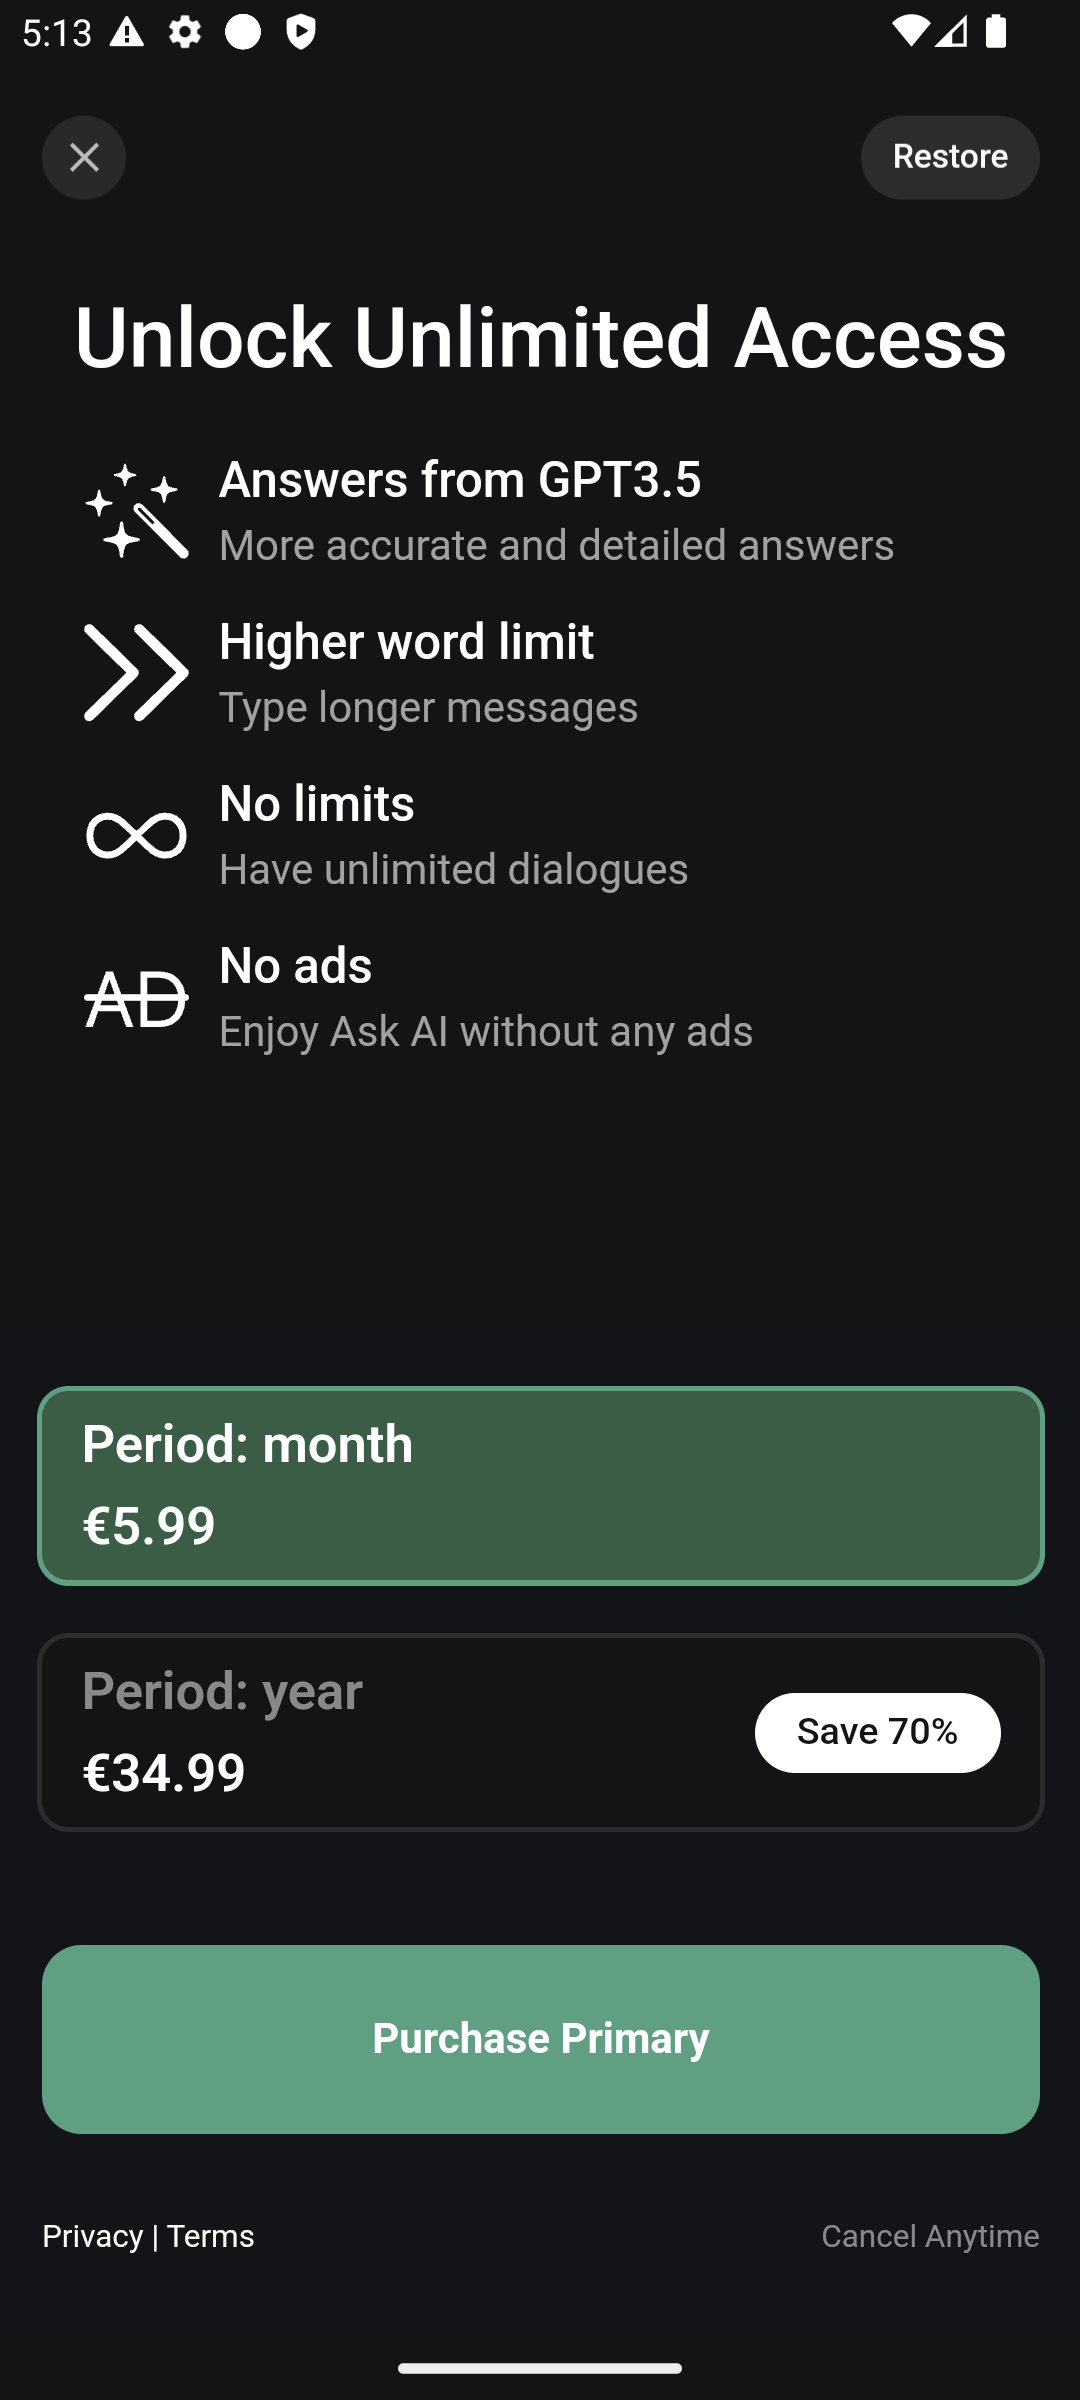 5:13
Restore
Unlock Unlimited Access
Answers from GPT3.5
More accurate and detailed answers
Higher word limit
Type longer messages
No limits
Have unlimited dialogues
AD
No ads
Enjoy Ask AI without any ads
Period: month
€5.99
Period: year
€34.99
Save 70%
Purchase Primary
Privacy | Terms
Cancel Anytime